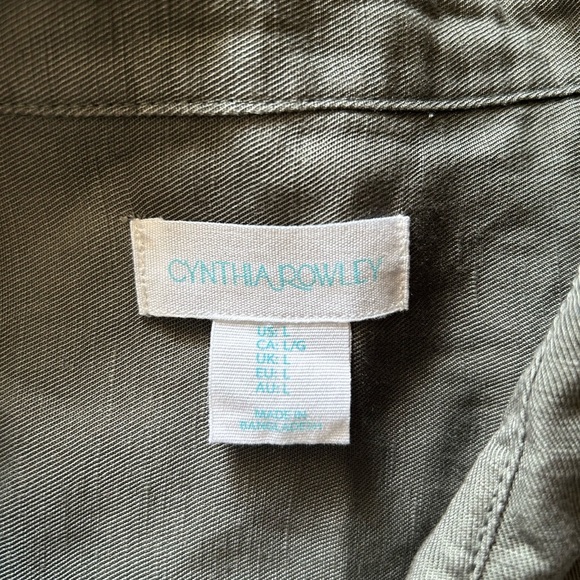 CYNTHIA ROWLEY
US: L
CA: L/G
UK: L
EU: L
AU: L
MADE IN
BANGLADESH